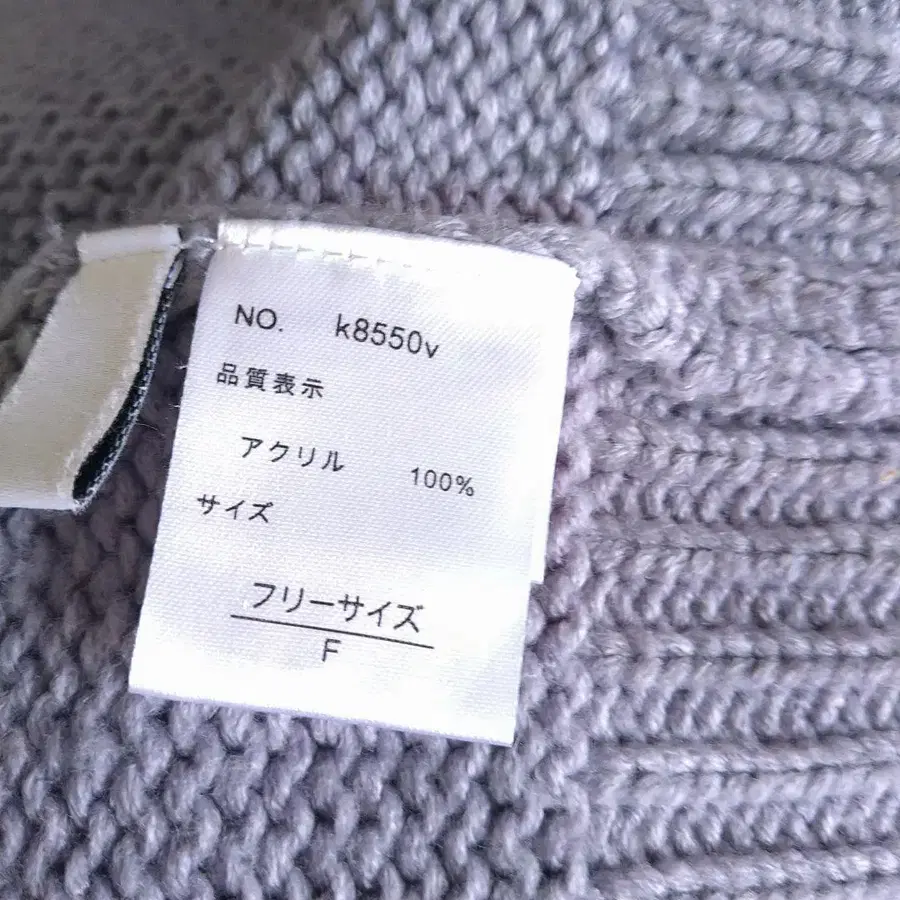 NO. k8550v
品質表示
アクリル 100%
サイズ
フリーサイズ
F